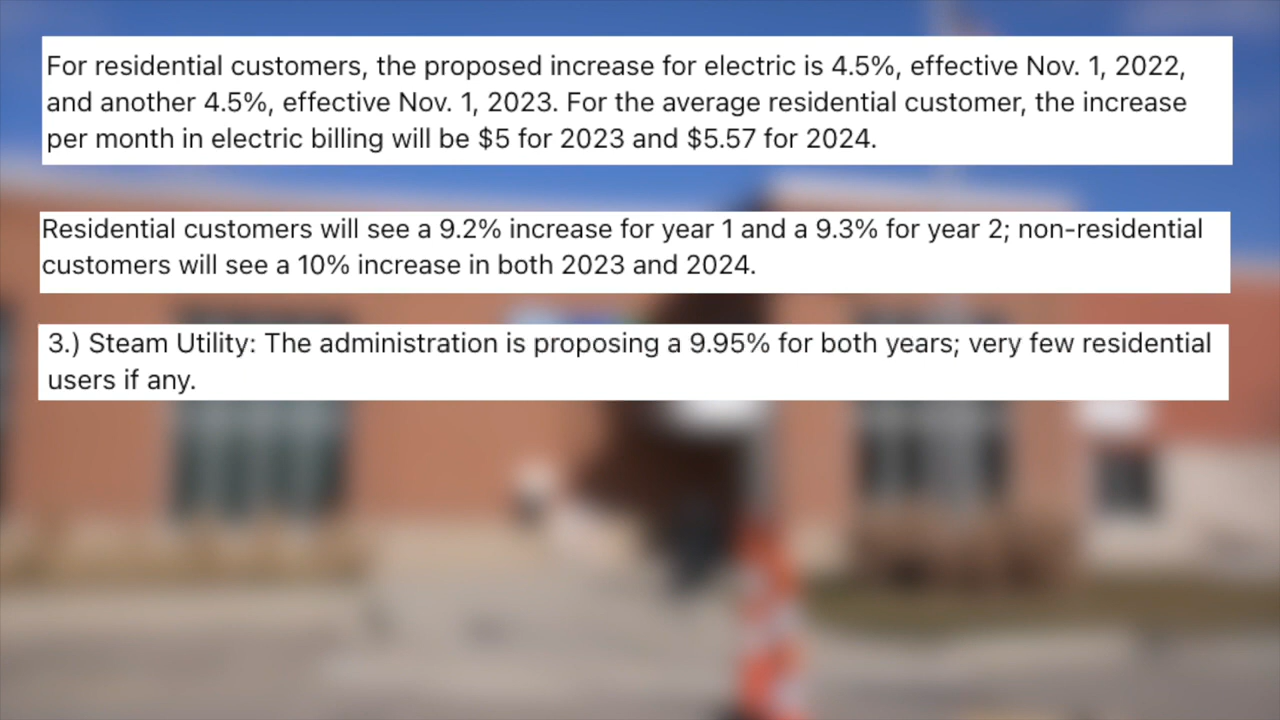 For residential customers, the proposed increase for electric is 4.5%, effective Nov. 1, 2022,
and another 4.5%, effective Nov. 1, 2023. For the average residential customer, the increase
per month in electric billing will be $5 for 2023 and $5.57 for 2024.
Residential customers will see a 9.2% increase for year 1 and a 9.3% for year 2; non-residential
customers will see a 10% increase in both 2023 and 2024.
3.) Steam Utility: The administration is proposing a 9.95% for both years; very few residential
users if any.